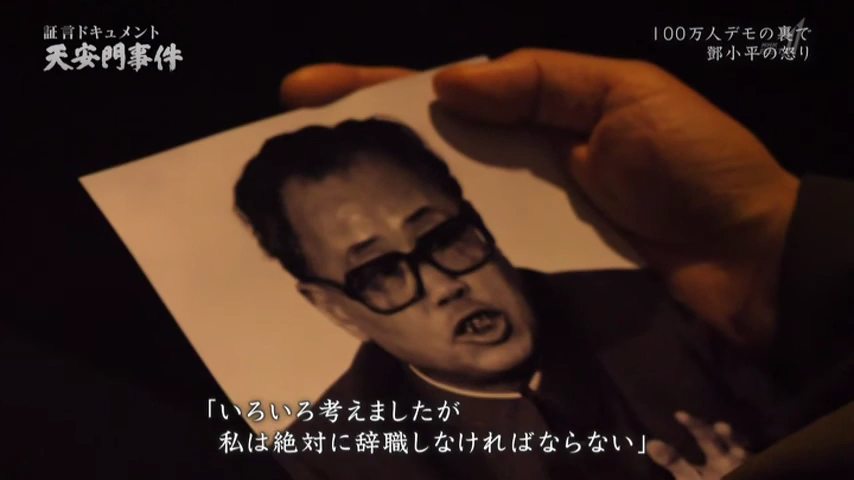 証言ドキュメント
天安門事件
100万人デモの裏で
鄧小平の怒り
「いろいろ考えましたが
私は絶対に辞職しなければならない」